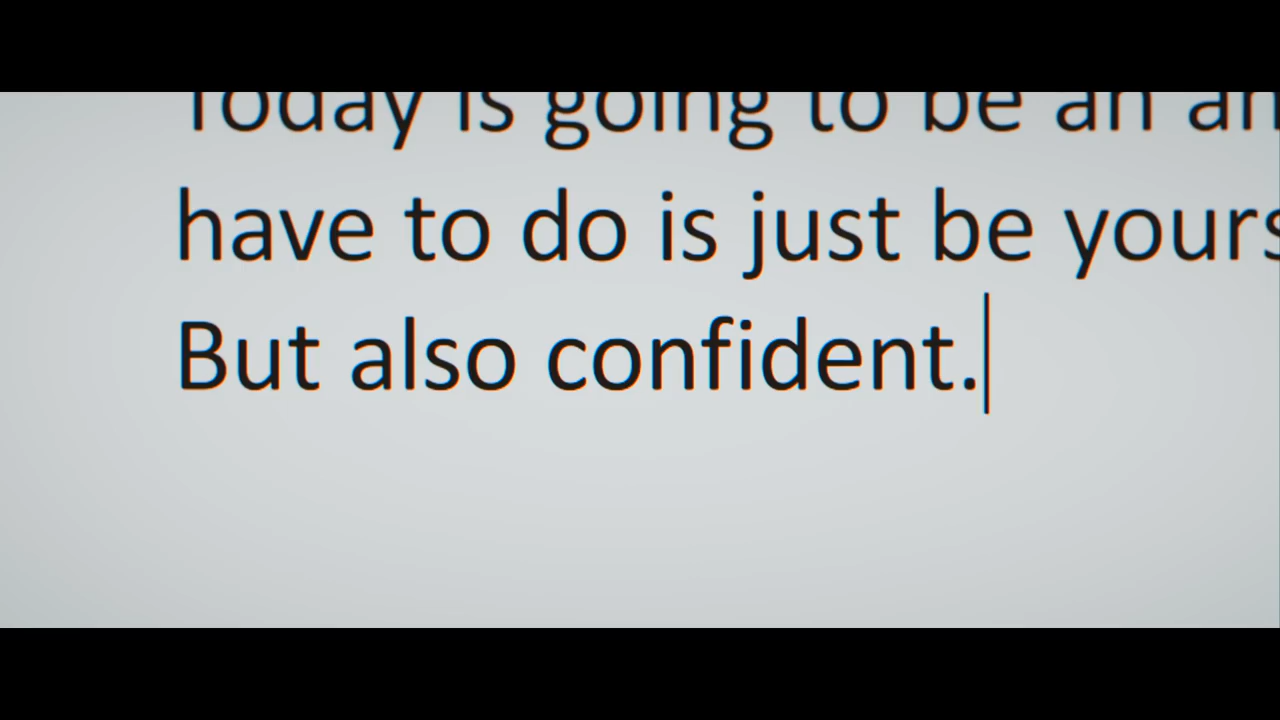 Today is going to be an
have to do is just be
But also confident.